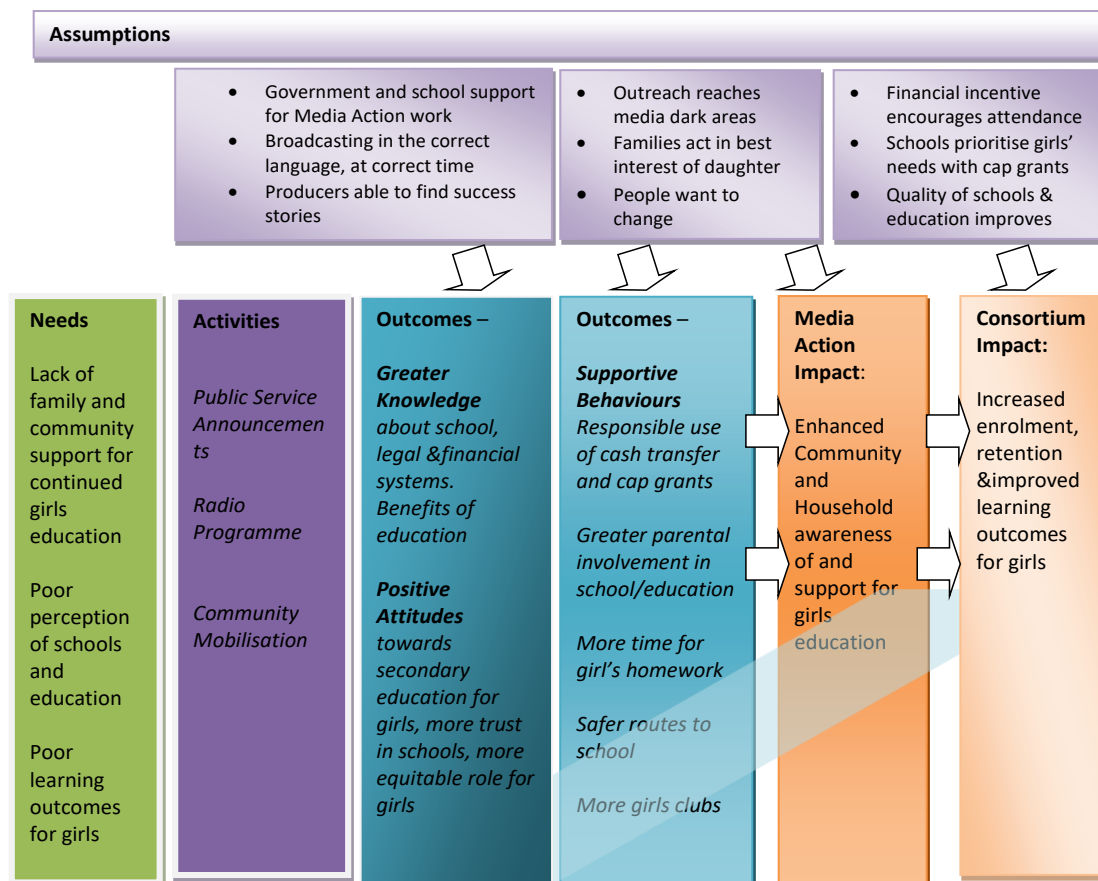 Assumptions
• Government and school support
for Media Action work
• Broadcasting in the correct
language, at correct time
• Producers able to find success
stories
• Outreach reaches
media dark areas
• Families act in best
interest of daughter
• People want to
change
• Financial incentive
encourages attendance
• Schools prioritise girls’
needs with cap grants
• Quality of schools &
education improves
Needs
Lack of
family and
community
support for
continued
girls
education
Poor
perception
of schools
and
education
Poor
learning
outcomes
for girls
Activities
Public Service
Announcemen
ts
Radio
Programme
Community
Mobilisation
Outcomes –
Greater
Knowledge
about school,
legal &financial
systems.
Benefits of
education
Positive
Attitudes
towards
secondary
education for
girls, more trust
in schools, more
equitable role for
girls
Outcomes –
Supportive
Behaviours
Responsible use
of cash transfer
and cap grants
Greater parental
involvement in
school/education
More time for
girl’s homework
Safer routes to
school
More girls clubs
Media
Action
Impact:
Enhanced
Community
and
Household
awareness
of and
support for
girls
education
Consortium
Impact:
Increased
enrolment,
retention
&improved
learning
outcomes
for girls